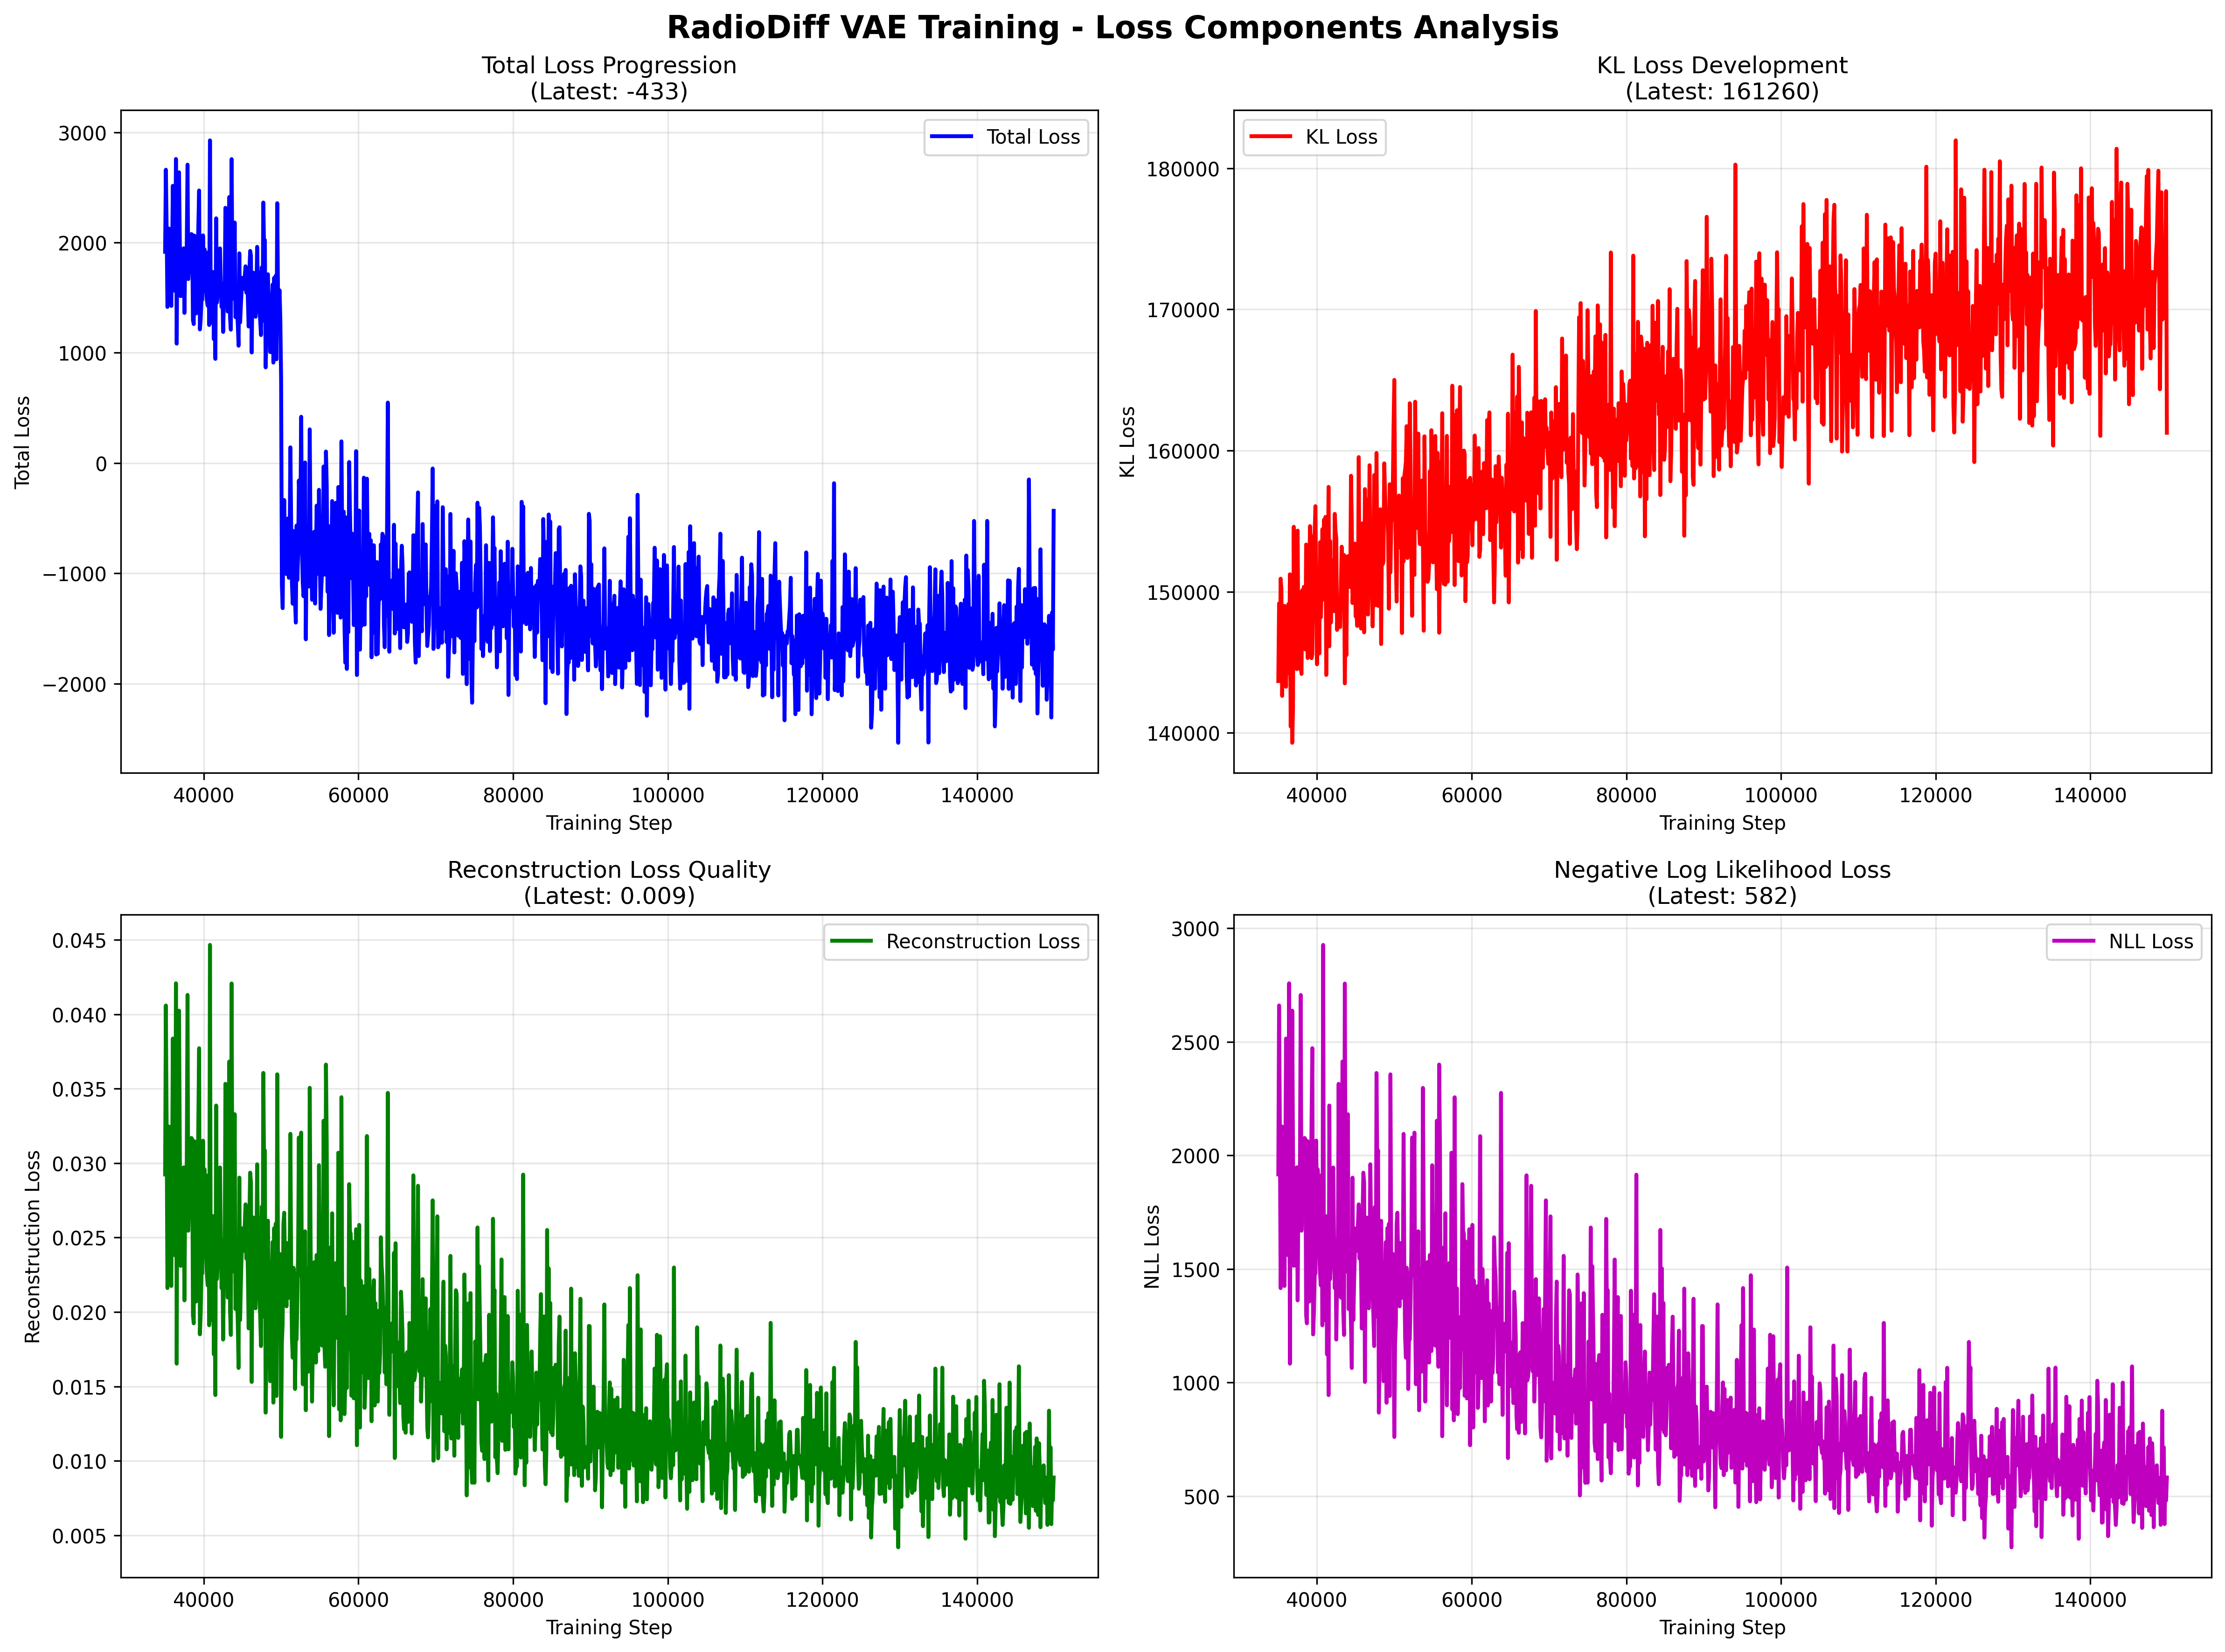 RadioDiff VAE Training - Loss Components Analysis
Total Loss Progression
(Latest: -433)
Total Loss
3000
2000
1000
0
−1000
−2000
Total Loss
40000 60000 80000 100000 120000 140000
Training Step
KL Loss Development
(Latest: 161260)
KL Loss
180000
170000
160000
150000
140000
KL Loss
40000 60000 80000 100000 120000 140000
Training Step
Reconstruction Loss Quality
(Latest: 0.009)
Reconstruction Loss
0.045
0.040
0.035
0.030
0.025
0.020
0.015
0.010
0.005
Reconstruction Loss
40000 60000 80000 100000 120000 140000
Training Step
Negative Log Likelihood Loss
(Latest: 582)
NLL Loss
3000
2500
2000
1500
1000
500
NLL Loss
40000 60000 80000 100000 120000 140000
Training Step